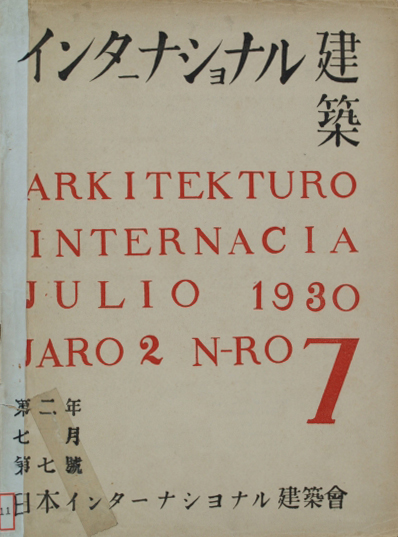 インターナショナル建築
ARKITEKTURO
INTERNACIA
JULIO 1930
JARO 2 N-RO 7
第二年
七月
第七號
日本インターナショナル建築會
11